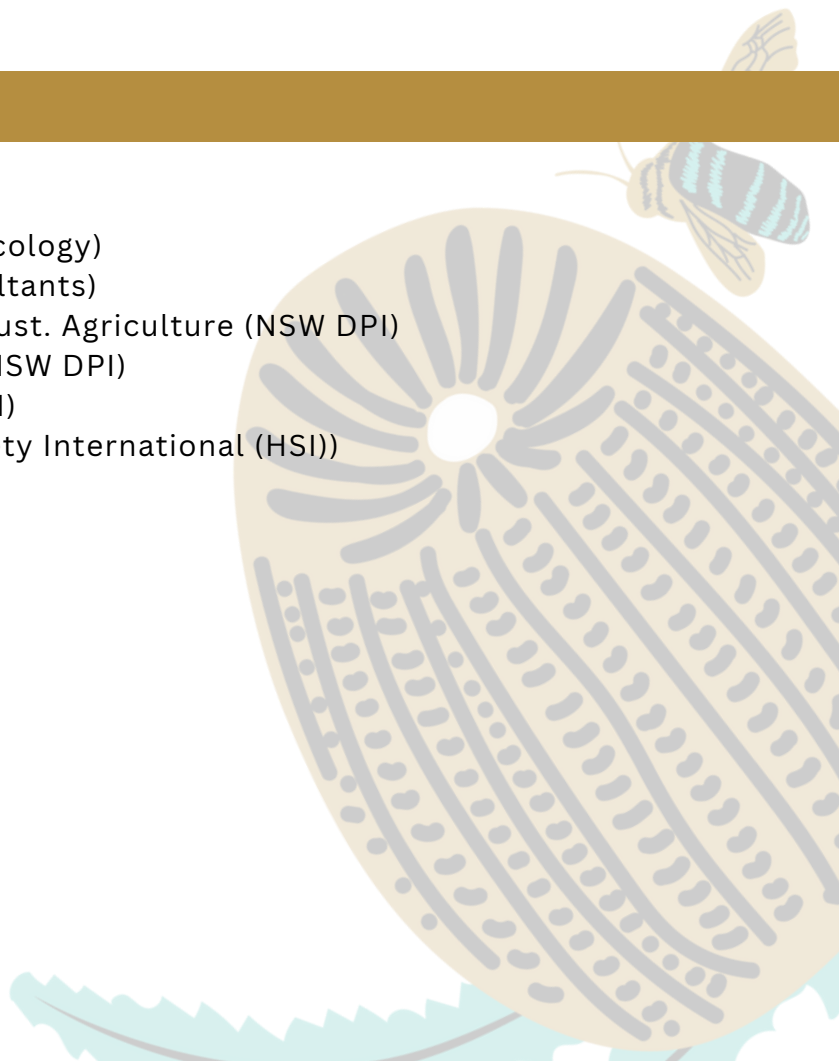 cology)
ltants)
ust. Agriculture (NSW DPI)
NSW DPI)
I)
ty International (HSI))